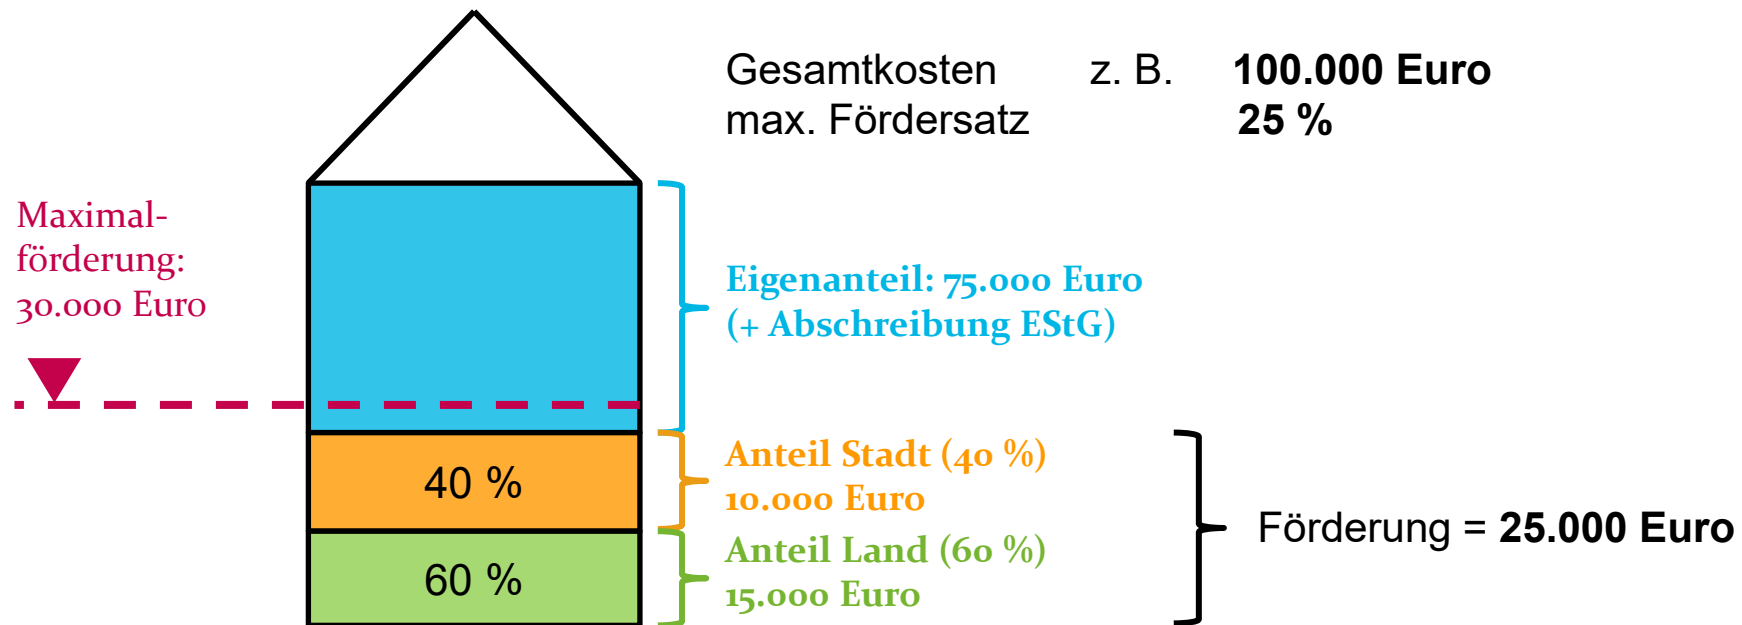 Gesamtkosten z. B. 100.000 Euro
max. Fördersatz 25 %
Maximal-
förderung:
30.000 Euro
Eigenanteil: 75.000 Euro
(+ Abschreibung EStG)
40 %
Anteil Stadt (40 %)
10.000 Euro
Förderung = 25.000 Euro
60 %
Anteil Land (60 %)
15.000 Euro